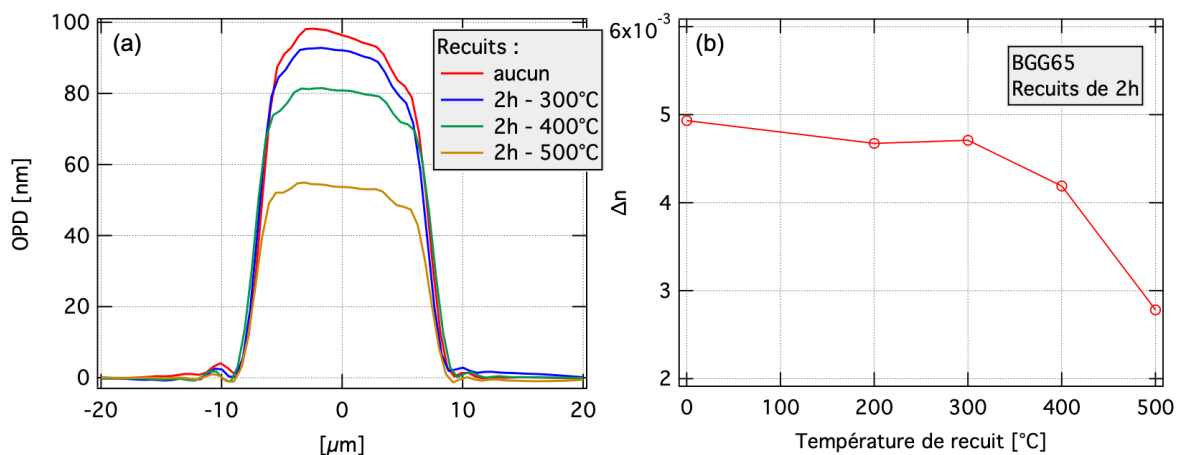 (a)
OPD [nm]
100
80
60
40
20
0
-20
-10
0
10
20
[µm]
Recuits :
aucun
2h - 300°C
2h - 400°C
2h - 500°C
(b)
6x10-3
5
4
3
2
Δn
0
100
200
300
400
500
Température de recuit [°C]
BGG65
Recuits de 2h